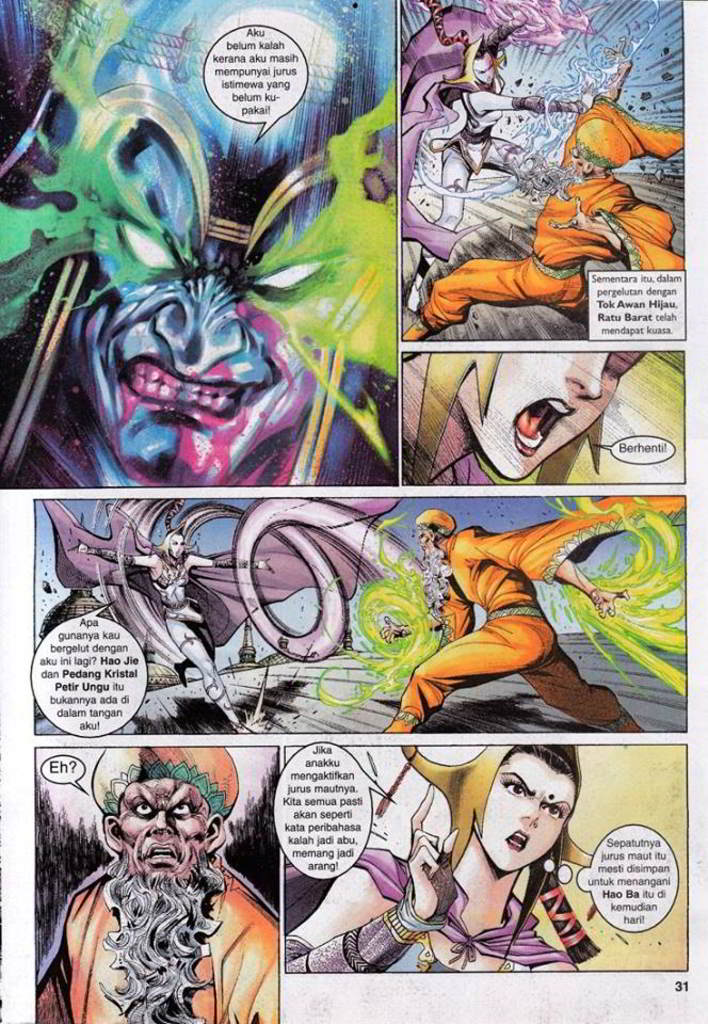 Aku
belum kalah
kerana aku masih
mempunyai jurus
istimewa yang
belum ku-
pakai!
Sementara itu, dalam
pergelutan dengan
Tok Awan Hijau,
Ratu Barat telah
mendapat kuasa.
Berhenti!
Apa
gunanya kau
bergelut dengan
aku ini lagi? Hao Jie
dan Pedang Kristal
Petir Ungu itu
bukannya ada di
dalam tangan
aku!
Eh?
Jika
anakku
mengaktifkan
jurus mautnya.
Kita semua pasti
akan seperti
kata peribahasa
kalah jadi abu,
memang jadi
arang!
Sepatutnya
jurus maut itu
mesti disimpan
untuk menangani
Hao Ba itu di
kemudian
hari!
31